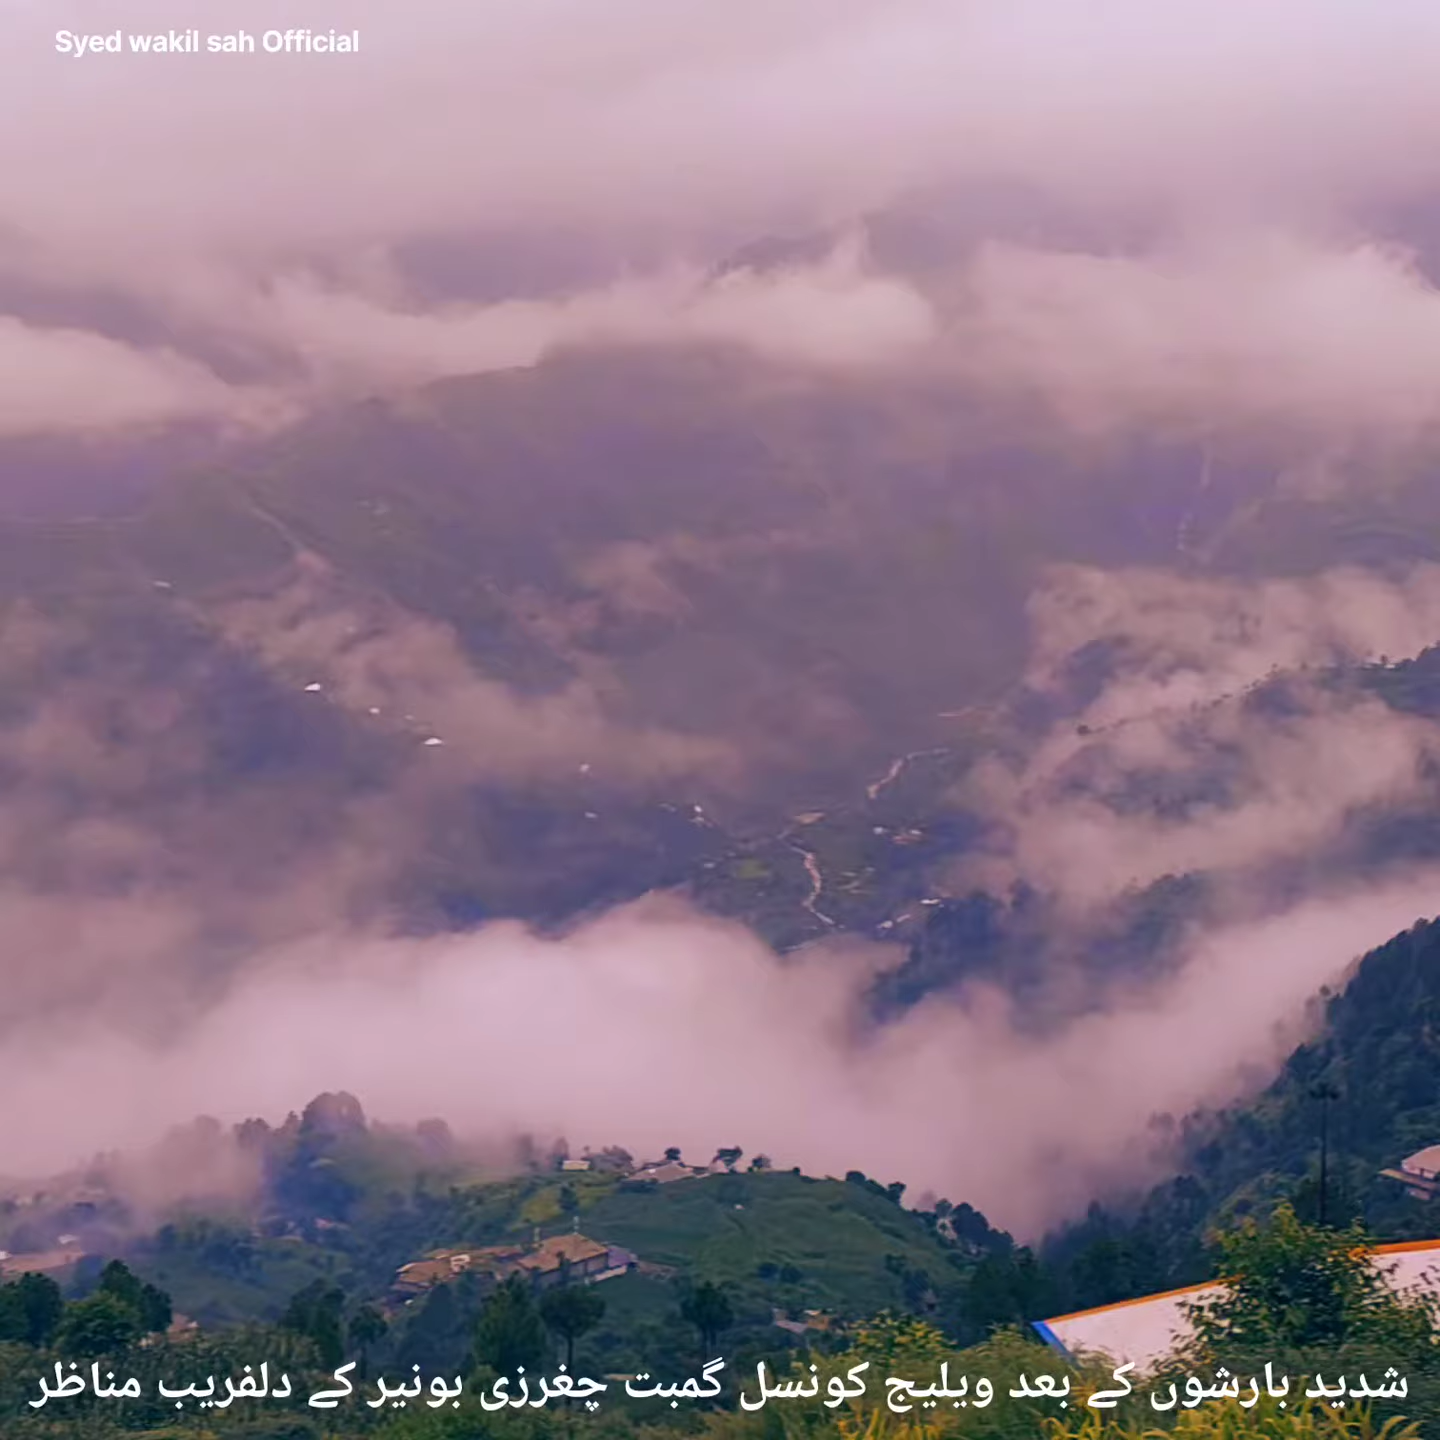 Syed wakil sah Official
شدید بارشوں کے بعد ویلیج کونسل گمبت چغرزی بونیر کے دلفریب مناظر